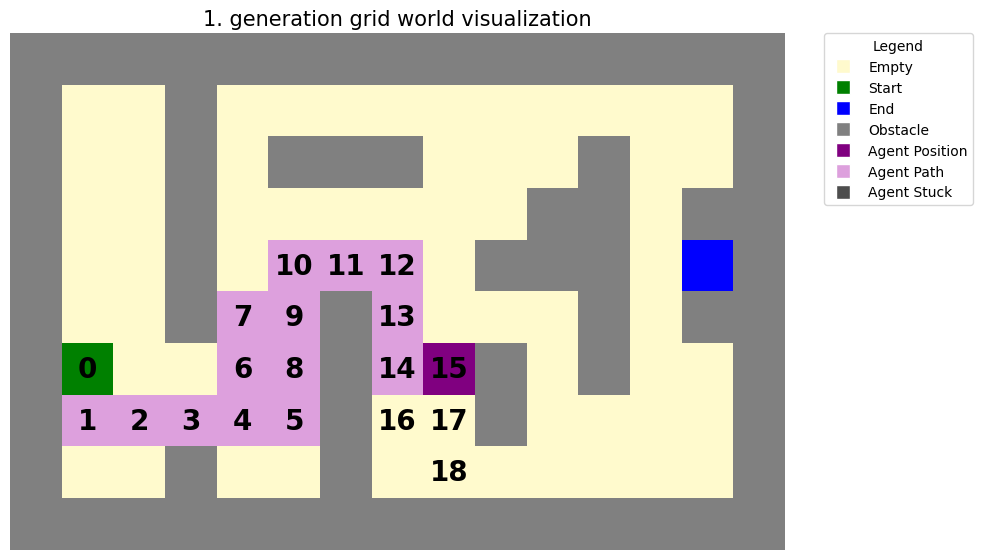 1. generation grid world visualization
Legend
Empty
Start
End
Obstacle
Agent Position
Agent Path
Agent Stuck
10 11 12
7 9 13
0 6 8 14 15
1 2 3 4 5 16 17
18